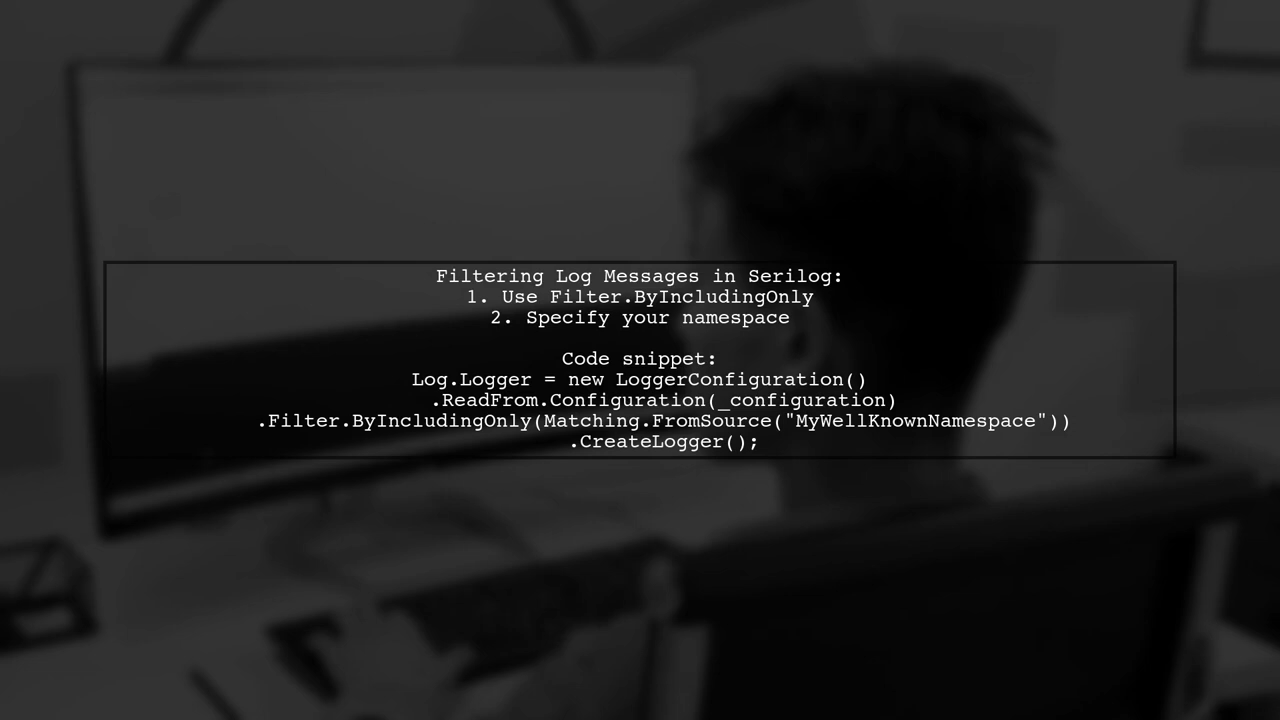 Filtering Log Messages in Serilog:
1. Use Filter.ByIncludingOnly
2. Specify your namespace
Code snippet:
Log.Logger = new LoggerConfiguration()
.ReadFrom.Configuration(_configuration)
.Filter.ByIncludingOnly(Matching.FromSource("MyWellKnownNamespace"))
.CreateLogger();